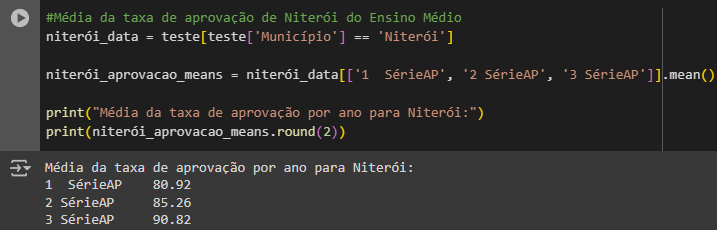 #Média da taxa de aprovação de Niterói do Ensino Médio
niterói_data = teste[teste['Município'] == 'Niterói']
niterói_aprovacao_means = niterói_data[['1  SérieAP', '2 SérieAP', '3 SérieAP']].mean()
print("Média da taxa de aprovação por ano para Niterói:")
print(niterói_aprovacao_means.round(2))
Média da taxa de aprovação por ano para Niterói:
1  SérieAP    80.92
2 SérieAP     85.26
3 SérieAP     90.82